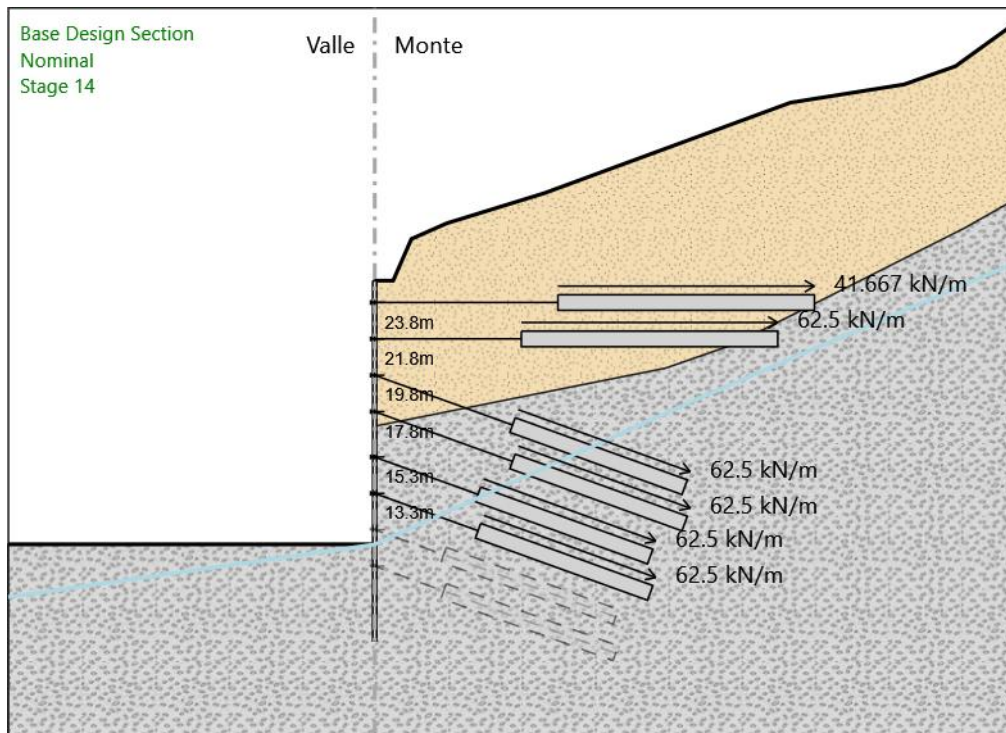 Base Design Section
Nominal
Stage 14
Valle
Monte
41.667 kN/m
23.8m
62.5 kN/m
21.8m
19.8m
17.8m
62.5 kN/m
15.3m
62.5 kN/m
13.3m
62.5 kN/m
62.5 kN/m